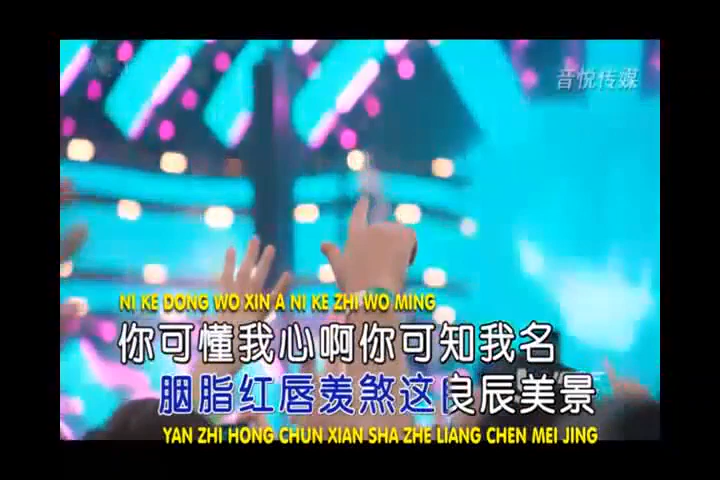 音悦传媒
NI KE DONG WO XIN A NI KE ZHI WO MING
你可懂我心啊你可知我名
胭脂红唇羡煞这良辰美景
YAN ZHI HONG CHUN XIAN SHA ZHE LIANG CHEN MEI JING